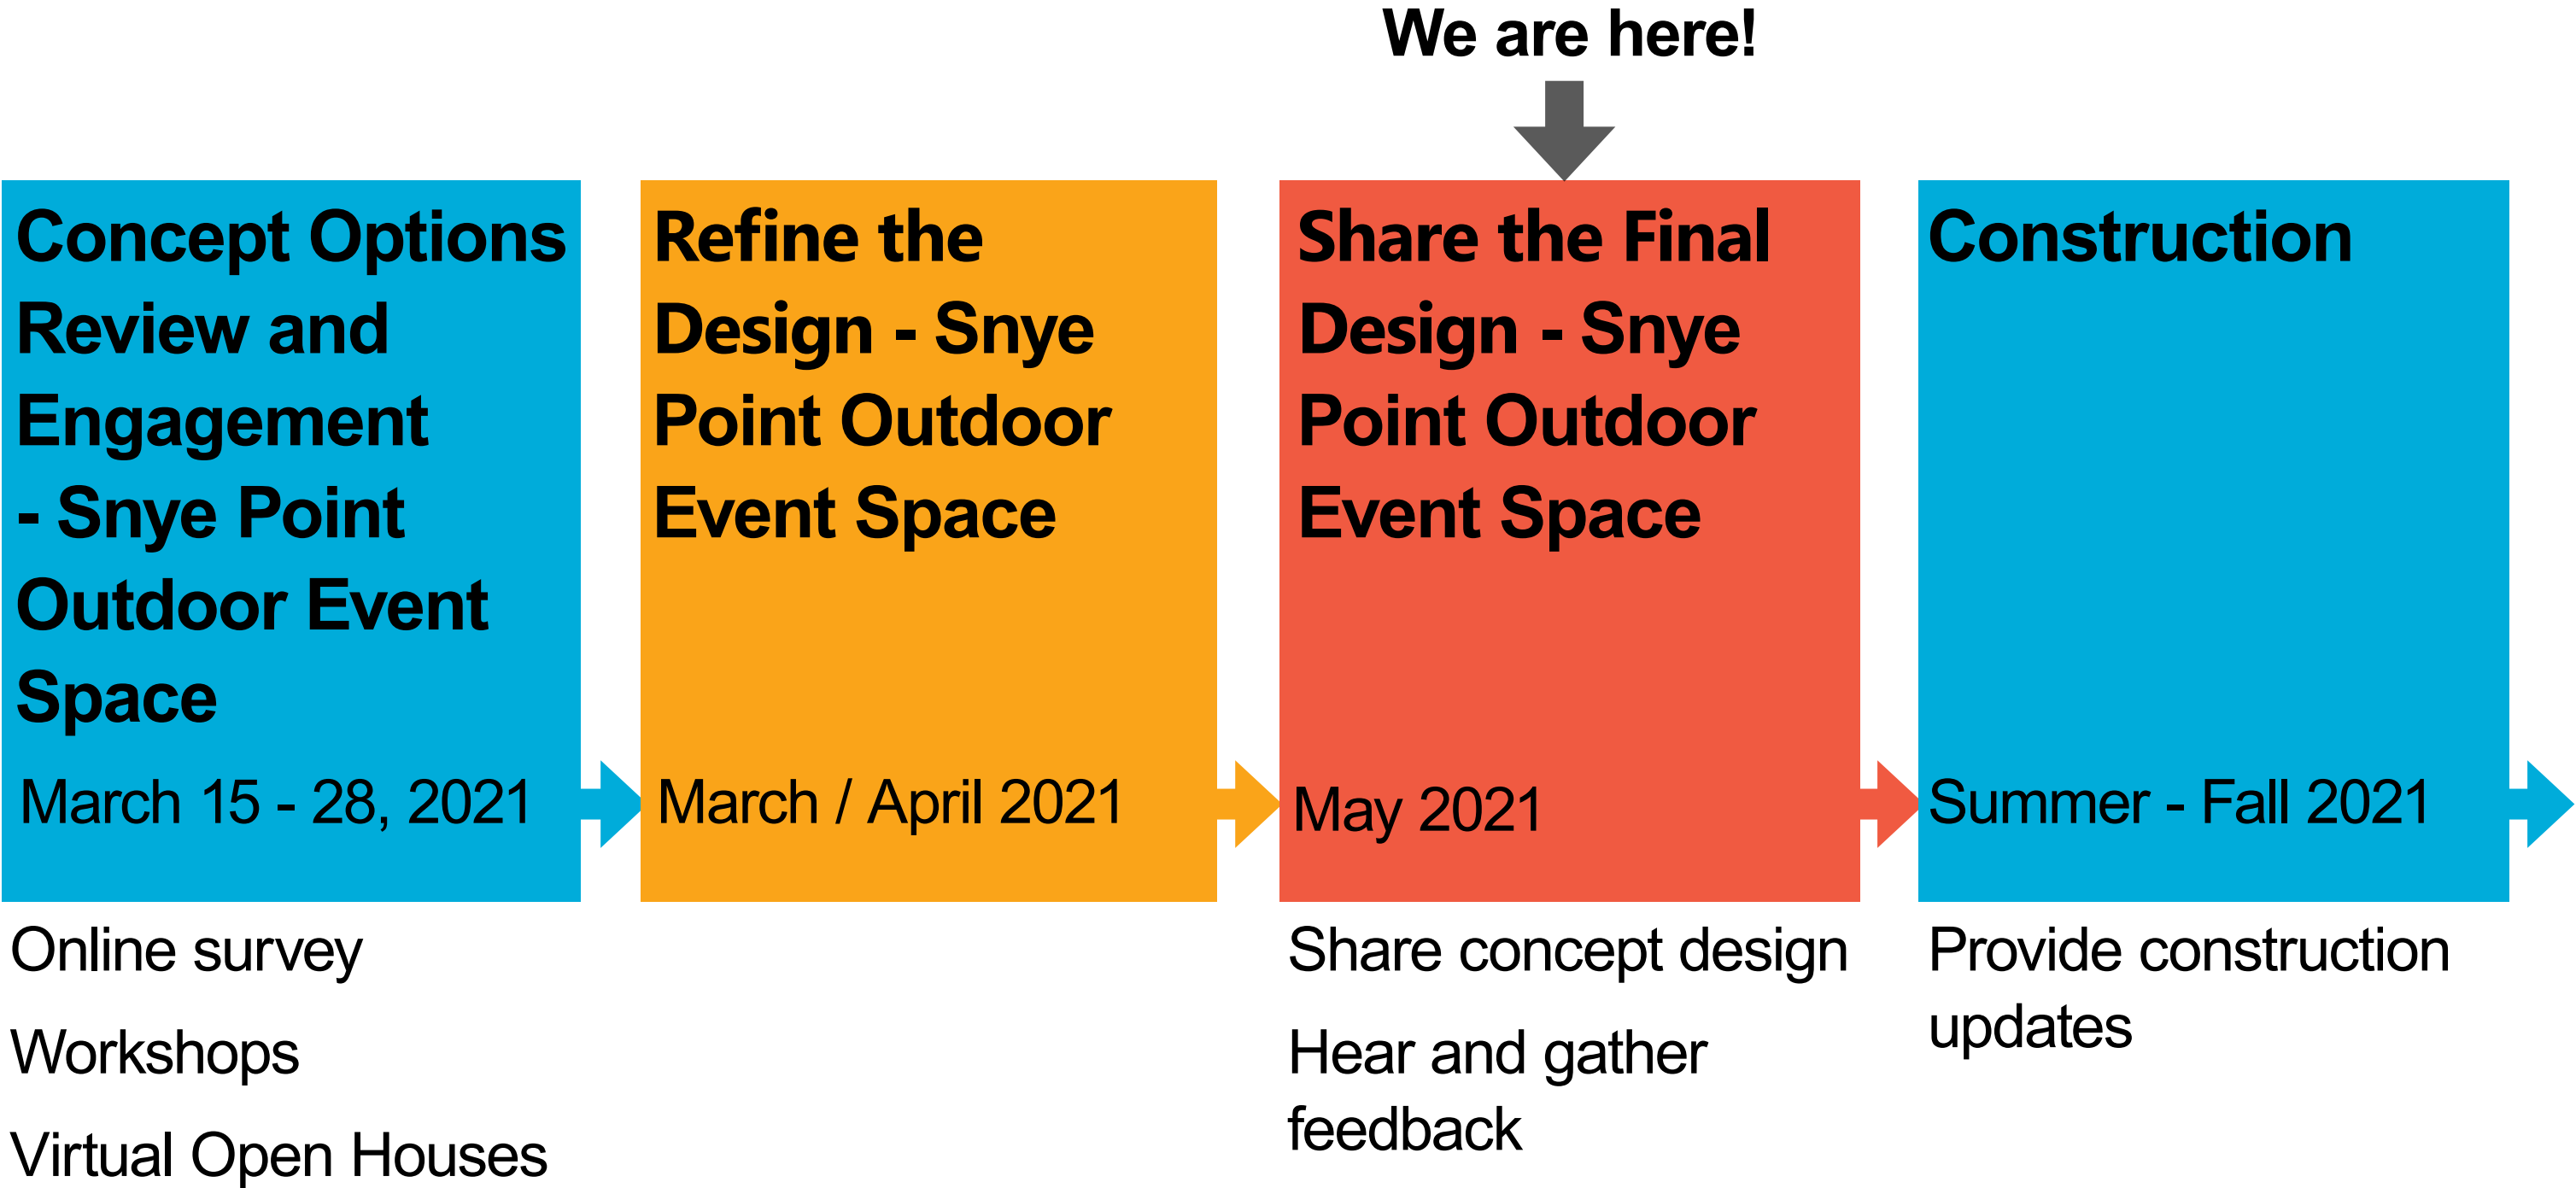 We are here!
Concept Options
Review and
Engagement
- Snye Point
Outdoor Event
Space
March 15 - 28, 2021
Online survey
Workshops
Virtual Open Houses
Refine the
Design - Snye
Point Outdoor
Event Space
March / April 2021
Share the Final
Design - Snye
Point Outdoor
Event Space
May 2021
Share concept design
Hear and gather
feedback
Construction
Summer - Fall 2021
Provide construction
updates